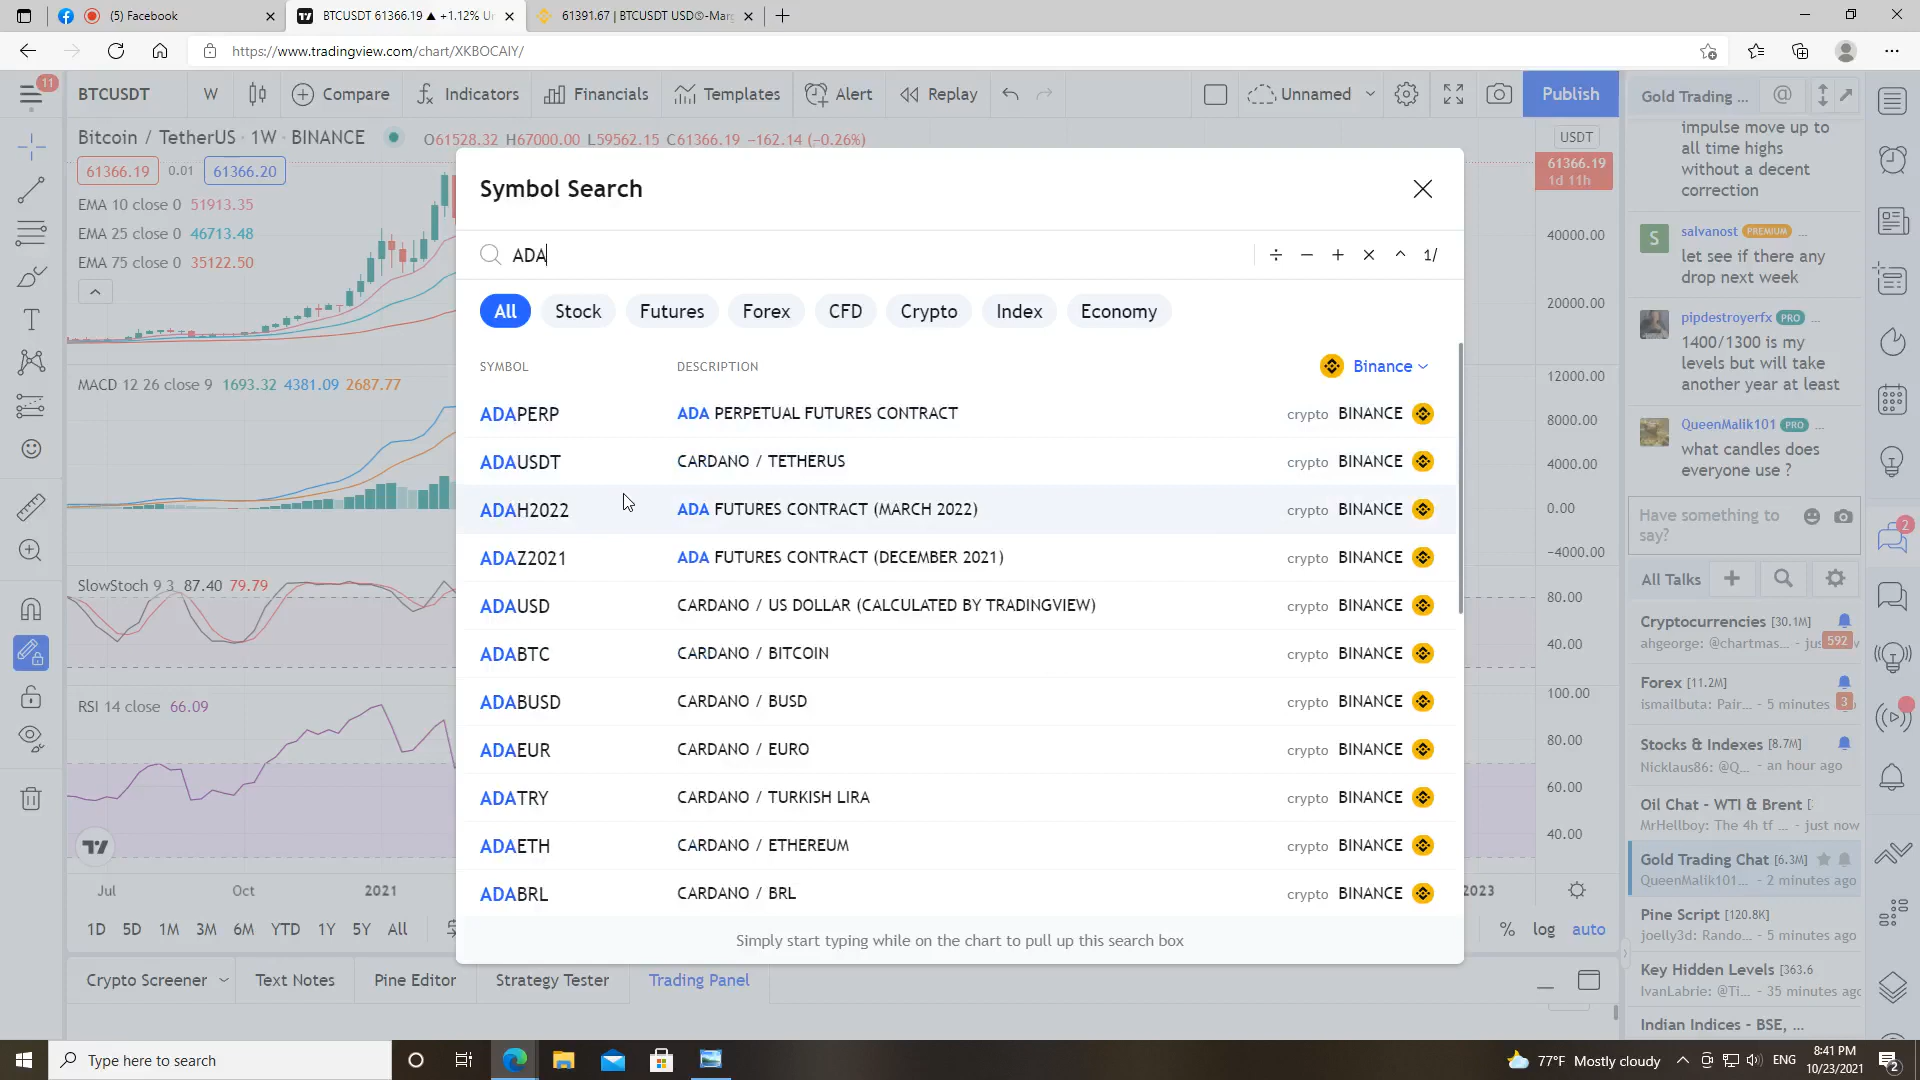 (5) Facebook
BTCUSDT 61366.19 ▲ +1.12% Un
61391.67 | BTCUSDT USDⓈ-Marg
https://www.tradingview.com/chart/XKBOCAIY/
11
BTCUSDT
W
Compare
Indicators
Financials
Templates
Alert
Replay
Unnamed
Publish
Bitcoin / TetherUS · 1W · BINANCE
O61528.32 H67000.00 L59562.15 C61366.19 −162.14 (−0.26%)
61366.19
0.01
61366.20
EMA 10 close 0 51913.35
EMA 25 close 0 46713.48
EMA 75 close 0 35122.50
MACD 12 26 close 9 1693.32 4381.09 2687.77
SlowStoch 9 3 87.40 79.79
RSI 14 close 66.09
Jul
Oct
2021
1D 5D 1M 3M 6M YTD 1Y 5Y All
Symbol Search
ADA
÷ − + × ^ 1/
All
Stock
Futures
Forex
CFD
Crypto
Index
Economy
SYMBOL
DESCRIPTION
Binance
ADAPERP ADA PERPETUAL FUTURES CONTRACT crypto BINANCE
ADAUSDT CARDANO / TETHERUS crypto BINANCE
ADAH2022 ADA FUTURES CONTRACT (MARCH 2022) crypto BINANCE
ADAZ2021 ADA FUTURES CONTRACT (DECEMBER 2021) crypto BINANCE
ADAUSD CARDANO / US DOLLAR (CALCULATED BY TRADINGVIEW) crypto BINANCE
ADABTC CARDANO / BITCOIN crypto BINANCE
ADABUSD CARDANO / BUSD crypto BINANCE
ADAEUR CARDANO / EURO crypto BINANCE
ADATRY CARDANO / TURKISH LIRA crypto BINANCE
ADAETH CARDANO / ETHEREUM crypto BINANCE
ADABRL CARDANO / BRL crypto BINANCE
Simply start typing while on the chart to pull up this search box
USDT
61366.19
1d 11h
40000.00
20000.00
12000.00
8000.00
4000.00
0.00
−4000.00
80.00
40.00
100.00
80.00
60.00
40.00
2023
% log auto
Gold Trading ...
@
impulse move up to
all time highs
without a decent
correction
S
salvanost PREMIUM ...
let see if there any
drop next week
pipdestroyerfx PRO ...
1400/1300 is my
levels but will take
another year at least
QueenMalik101 PRO ...
what candles does
everyone use ?
Have something to
say?
2
All Talks
Cryptocurrencies [30.1M]
ahgeorge: @chartmas... - jus
592
Forex [11.2M]
ismailbuta: Pair... - 5 minutes
3
Stocks & Indexes [8.7M]
Nicklaus86: @Q... - an hour ago
Oil Chat - WTI & Brent [
MrHellboy: The 4h tf ... - just now
Gold Trading Chat [6.3M]
QueenMalik101... - 2 minutes ago
Pine Script [120.8K]
joelly3d: Rando... - 5 minutes ago
Key Hidden Levels [363.6
IvanLabrie: @Ti... - 35 minutes ago
Indian Indices - BSE, ...
Crypto Screener
Text Notes
Pine Editor
Strategy Tester
Trading Panel
Type here to search
77°F Mostly cloudy
ENG
8:41 PM
10/23/2021
2